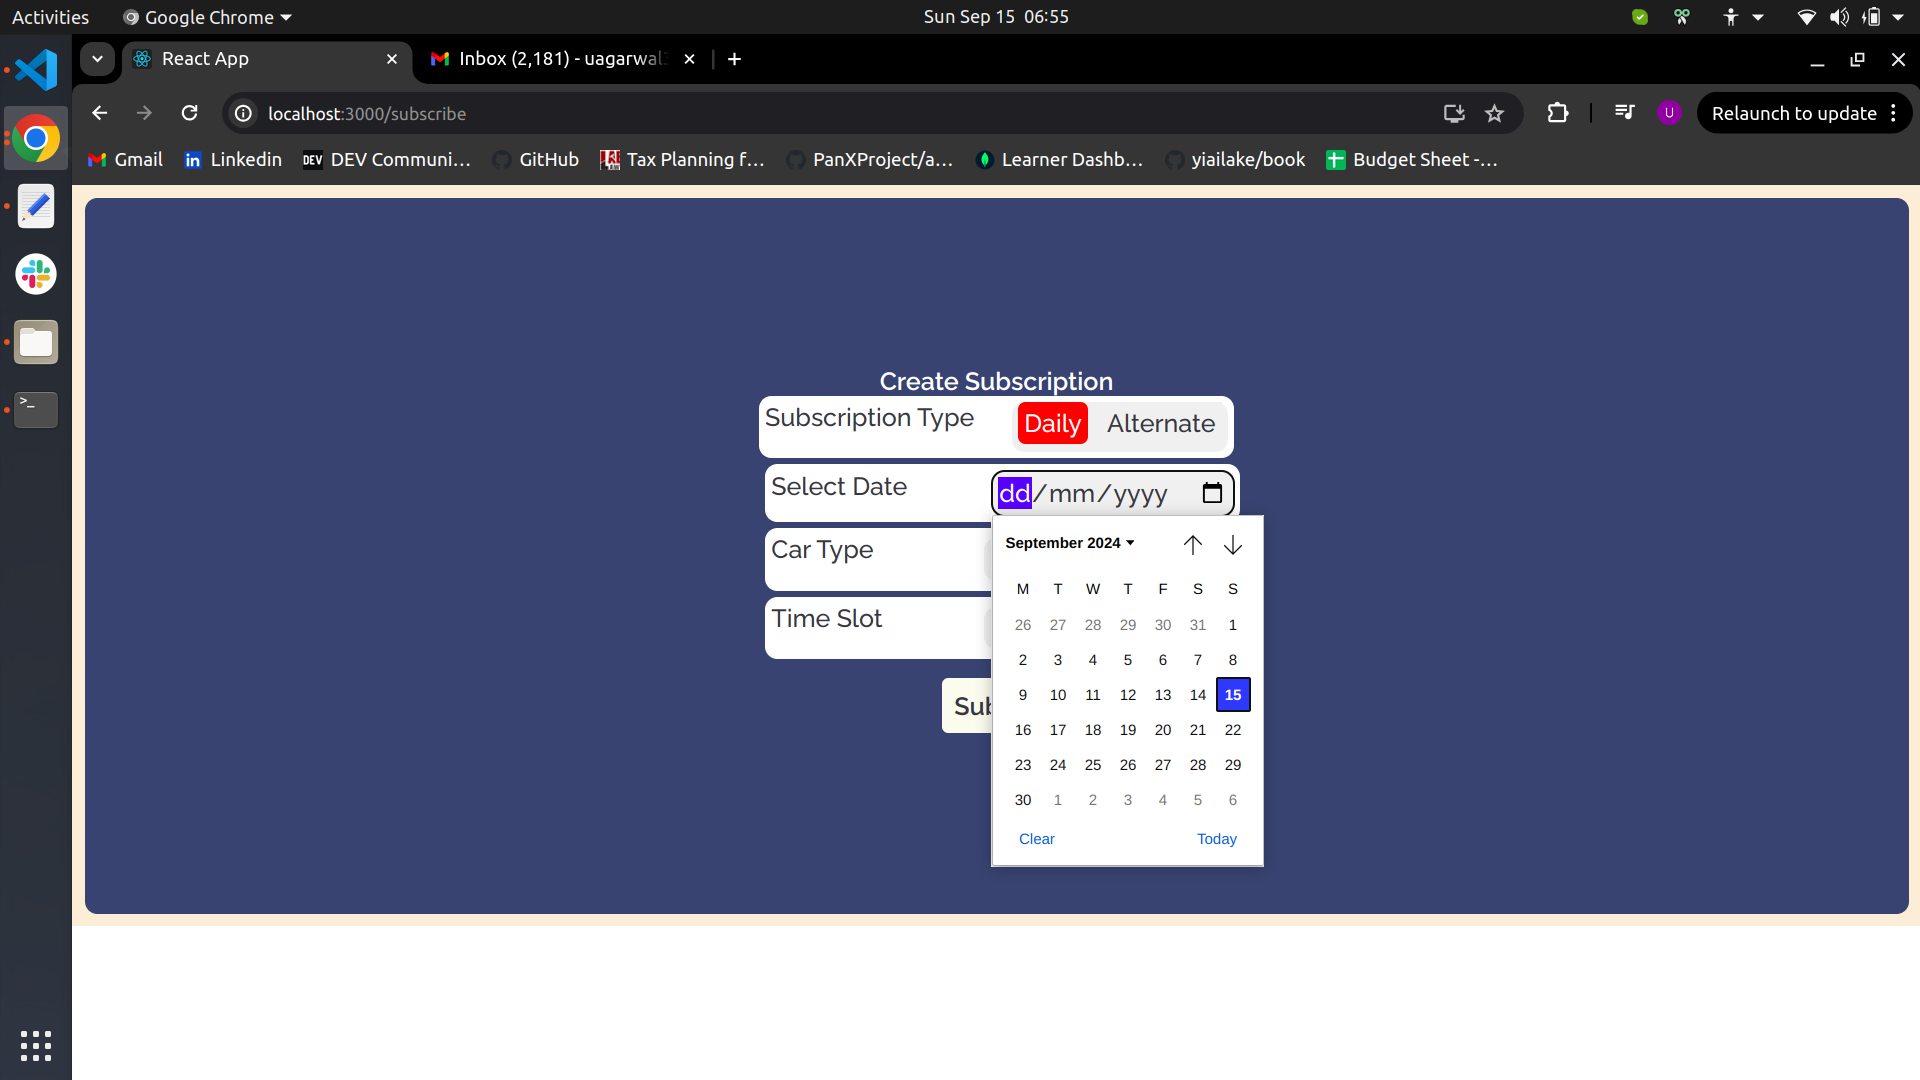 Activities Google Chrome Sun Sep 15 06:55
React App Inbox (2,181) - uagarwal
localhost:3000/subscribe U Relaunch to update
Gmail in Linkedin DEV DEV Communi... GitHub Tax Planning f... PanXProject/a... Learner Dashb... yiailake/book Budget Sheet -...
Create Subscription
Subscription Type Daily Alternate
Select Date dd/mm/yyyy
Car Type
Time Slot
Sub
September 2024
M T W T F S S
26 27 28 29 30 31 1
2 3 4 5 6 7 8
9 10 11 12 13 14 15
16 17 18 19 20 21 22
23 24 25 26 27 28 29
30 1 2 3 4 5 6
Clear Today